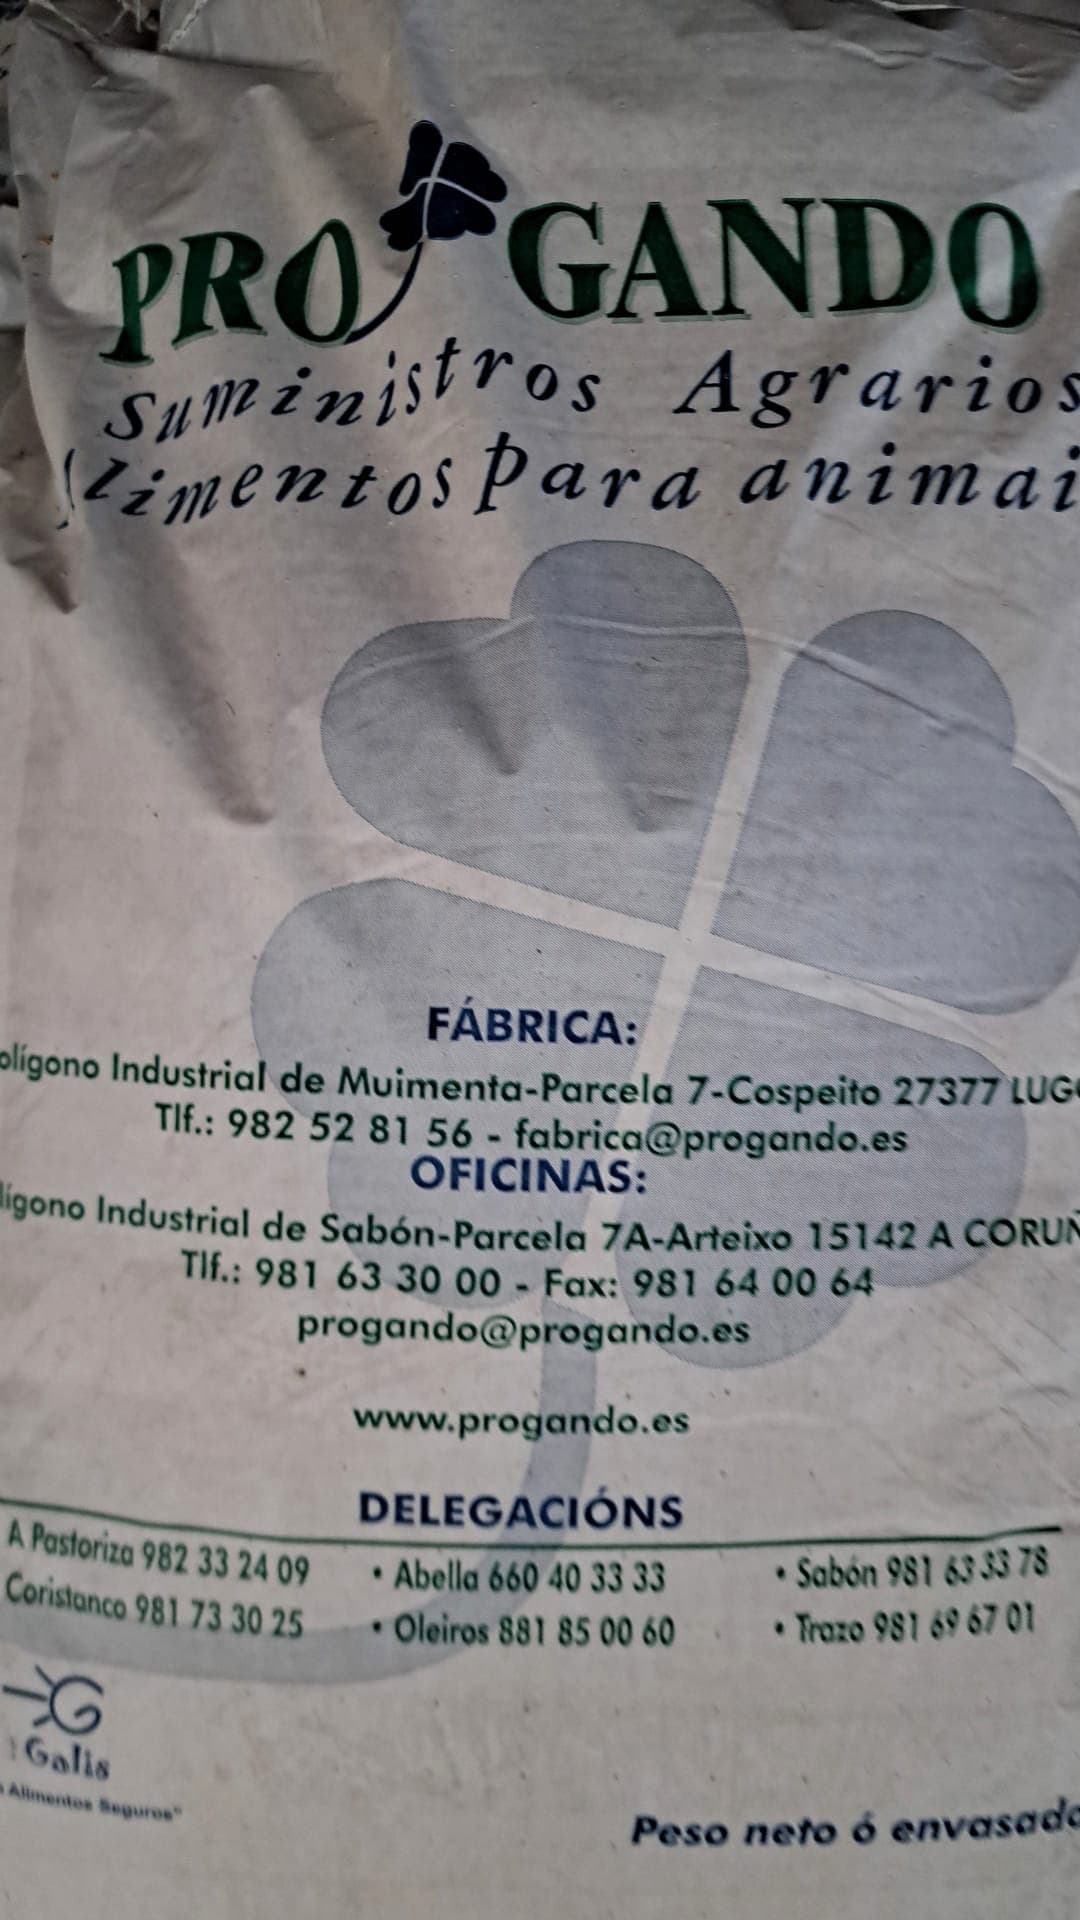 PROGANDO
Suministros Agrarios
Alimentos para animai
FÁBRICA:
olígono Industrial de Muimenta-Parcela 7-Cospeito 27377 LUGO
Tlf.: 982 52 81 56 - fabrica@progando.es
OFICINAS:
lígono Industrial de Sabón-Parcela 7A-Arteixo 15142 A CORUÑ
Tlf.: 981 63 30 00 - Fax: 981 64 00 64
progando@progando.es
www.progando.es
DELEGACIÓNS
A Pastoriza 982 33 24 09 • Abella 660 40 33 33 • Sabón 981 63 33 78
Coristanco 981 73 30 25 • Oleiros 881 85 00 60 • Trazo 981 69 67 01
G
Galis
Alimentos Seguros"
Peso neto ó envasado